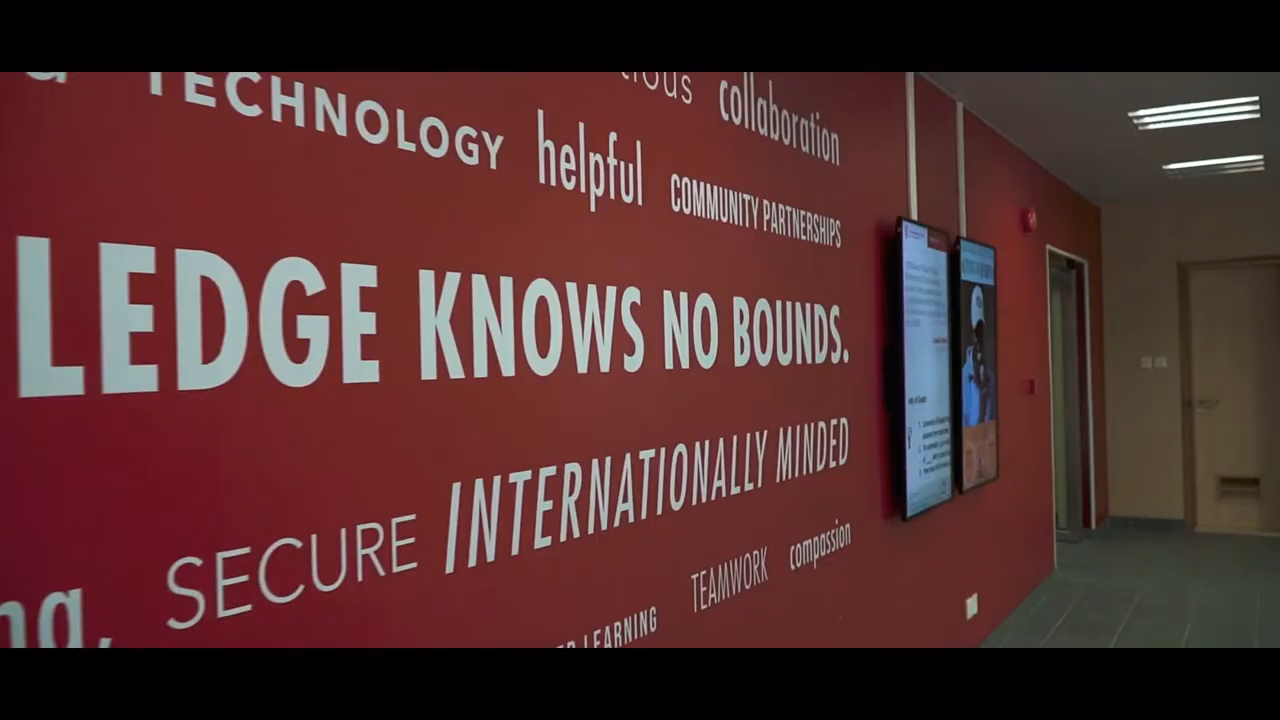 TECHNOLOGY helpful collaboration
COMMUNITY PARTNERSHIPS
LEDGE KNOWS NO BOUNDS.
SECURE INTERNATIONALLY MINDED
TEAMWORK compassion
LEARNING